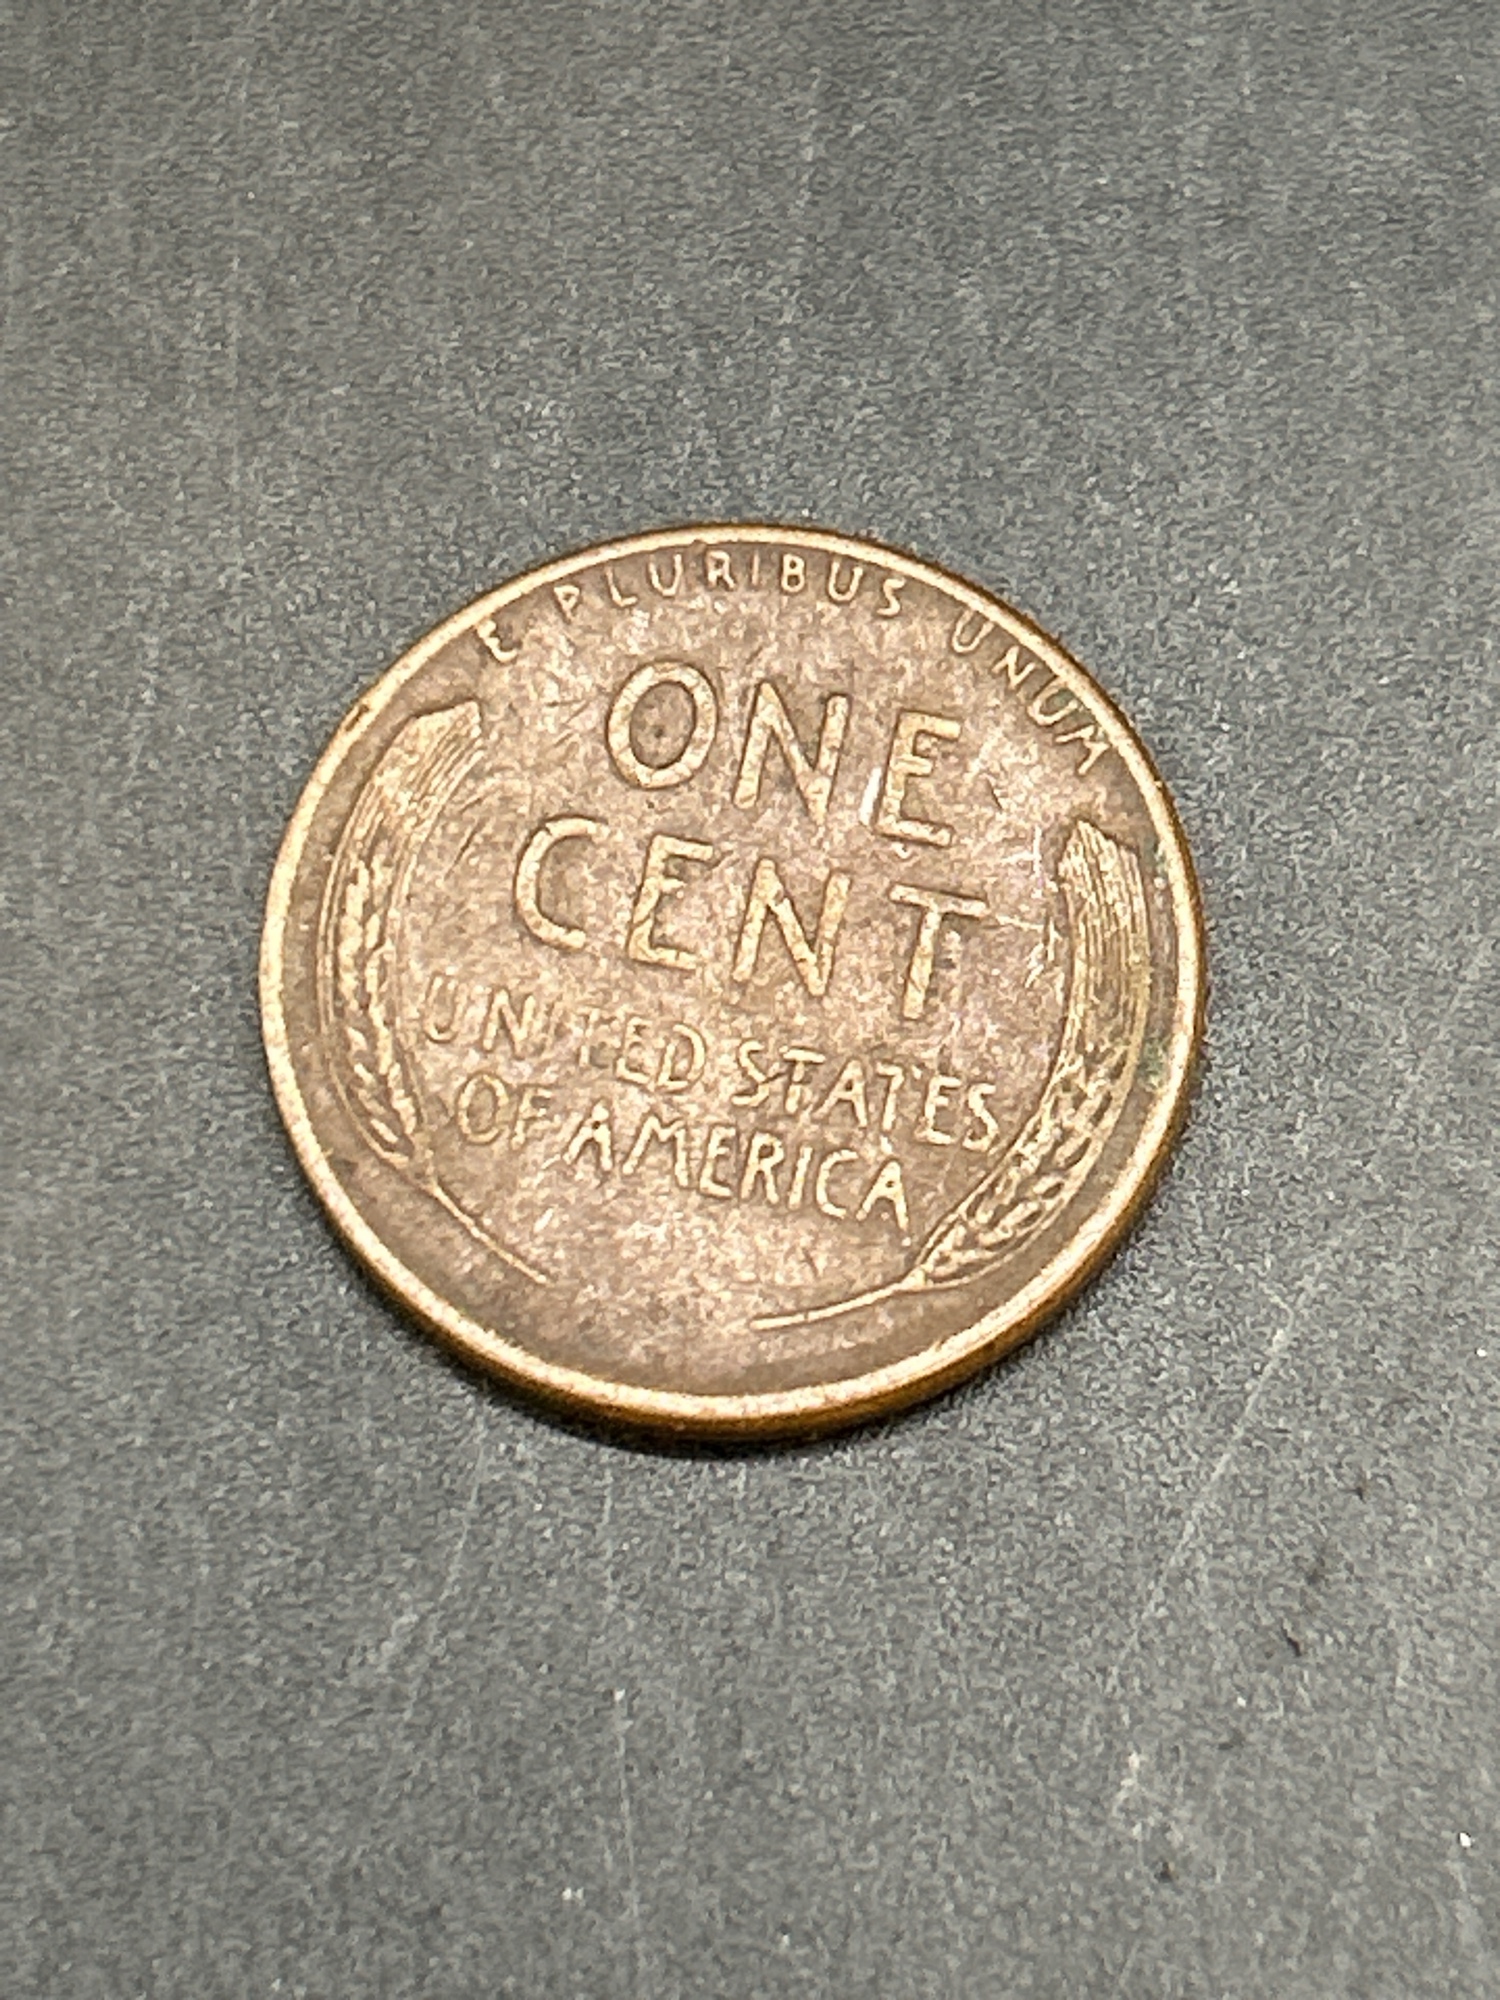 E PLURIBUS UNUM
ONE
CENT
UNITED STATES
OF AMERICA